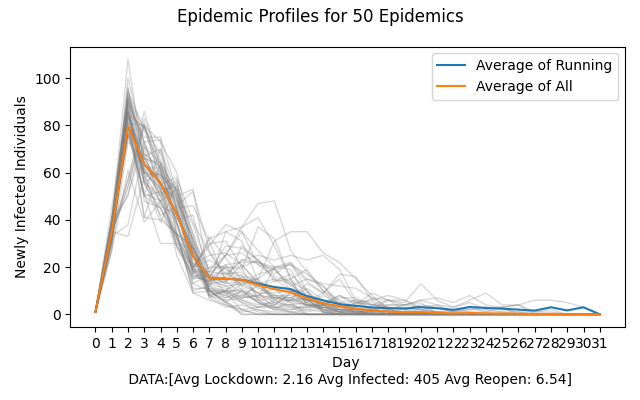 Epidemic Profiles for 50 Epidemics
Average of Running
Average of All
Newly Infected Individuals
100
80
60
40
20
0
0 1 2 3 4 5 6 7 8 9 10 11 12 13 14 15 16 17 18 19 20 21 22 23 24 25 26 27 28 29 30 31
Day
DATA:[Avg Lockdown: 2.16 Avg Infected: 405 Avg Reopen: 6.54]